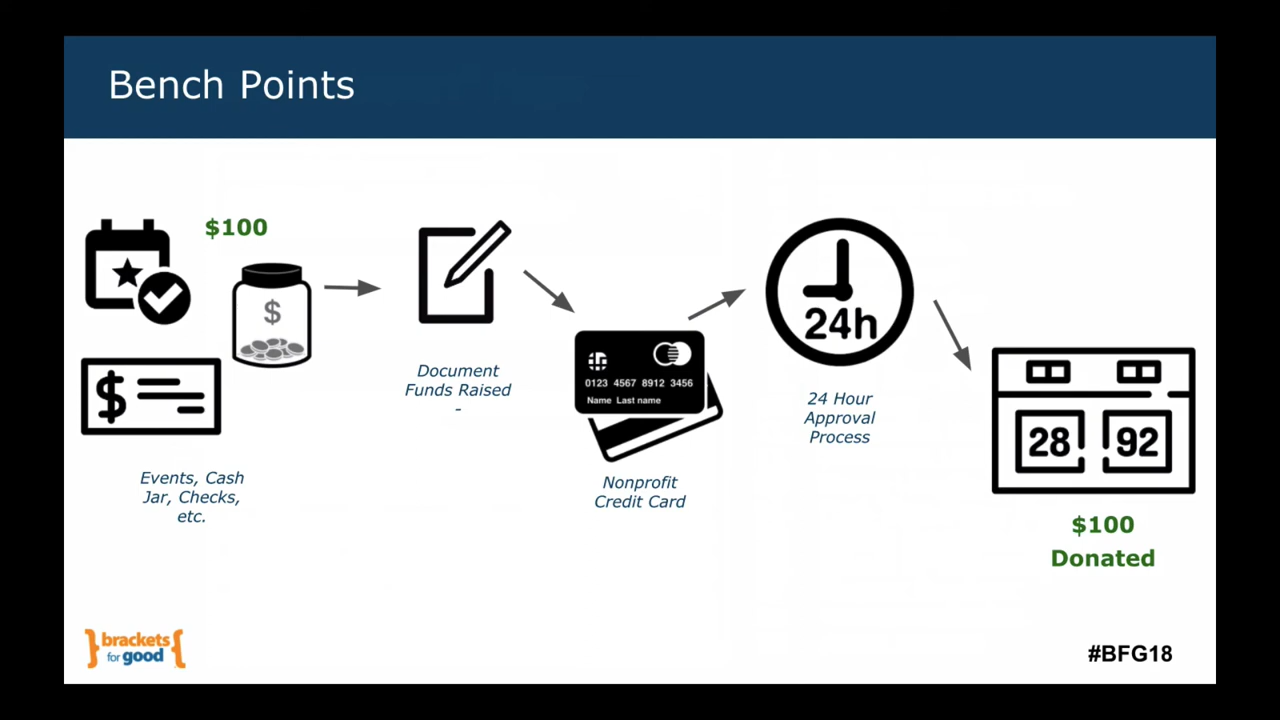 Bench Points
$100
$
$
Events, Cash
Jar, Checks,
etc.
Document
Funds Raised
-
0123 4567 8912 3456
Name Last name
Nonprofit
Credit Card
24h
24 Hour
Approval
Process
28 92
$100
Donated
}brackets{
for good
#BFG18